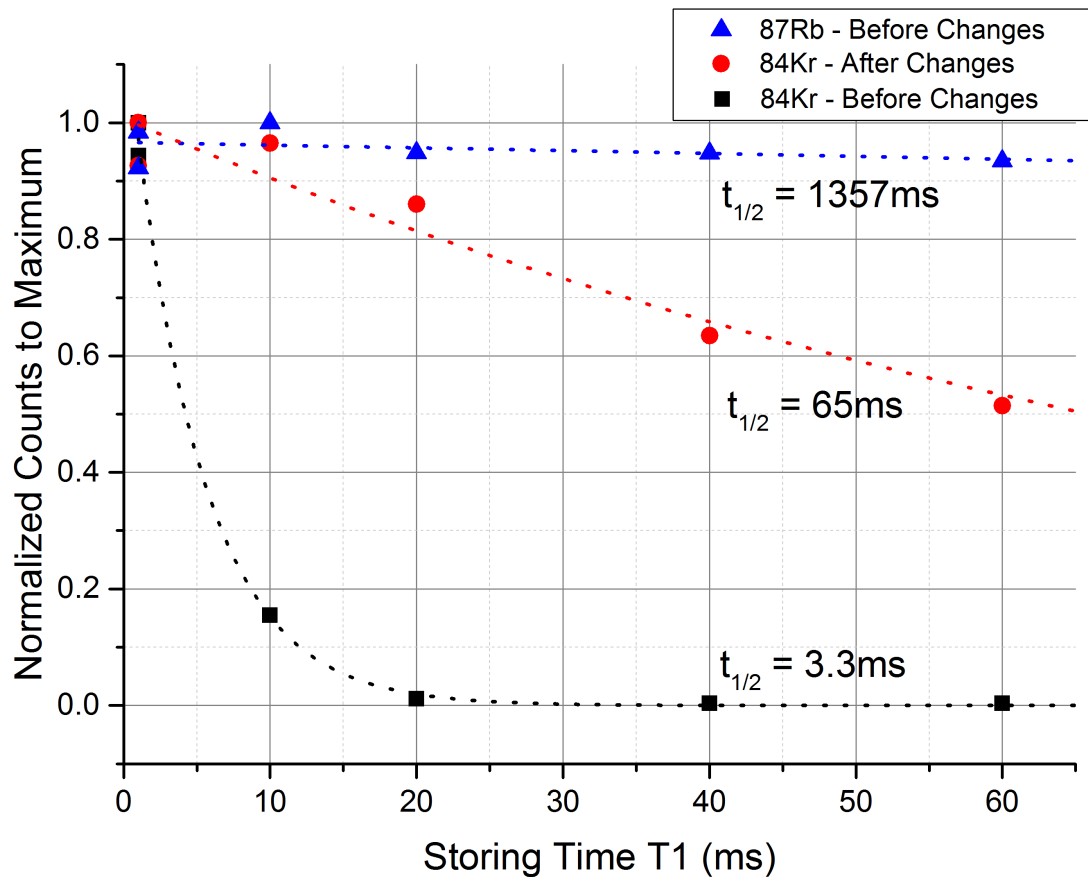 87Rb - Before Changes
84Kr - After Changes
84Kr - Before Changes
Normalized Counts to Maximum
1.0
0.8
0.6
0.4
0.2
0.0
t1/2 = 1357ms
t1/2 = 65ms
t1/2 = 3.3ms
0 10 20 30 40 50 60
Storing Time T1 (ms)